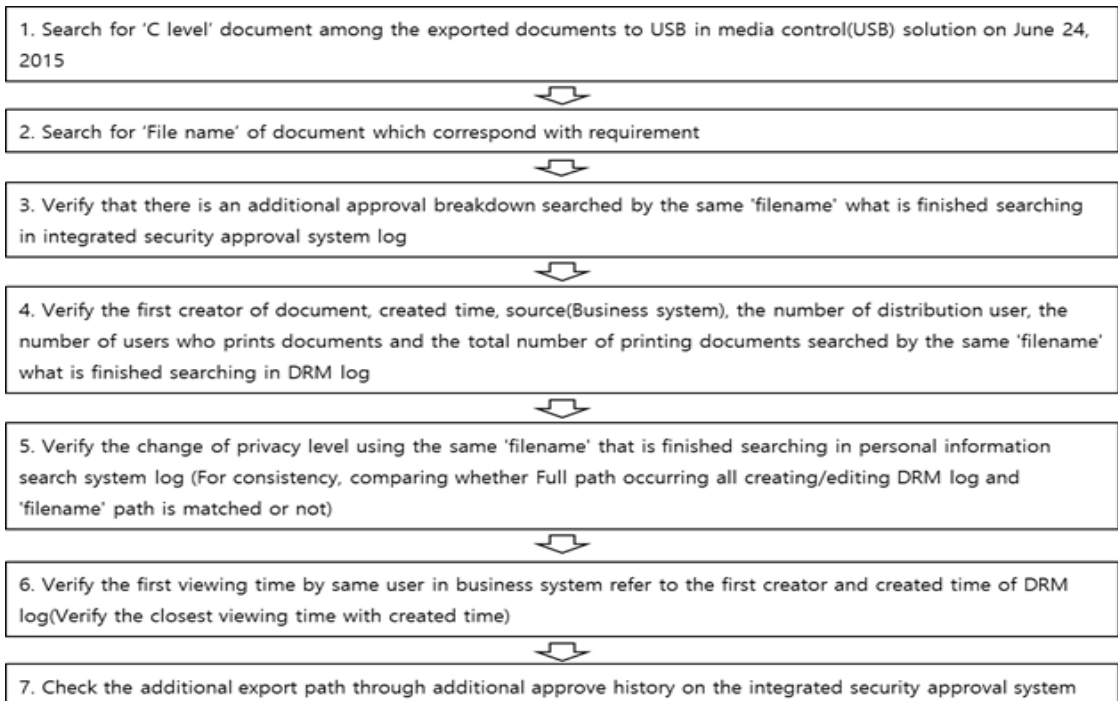 1. Search for ‘C level’ document among the exported documents to USB in media control(USB) solution on June 24,
2015
2. Search for ‘File name’ of document which correspond with requirement
3. Verify that there is an additional approval breakdown searched by the same 'filename' what is finished searching
in integrated security approval system log
4. Verify the first creator of document, created time, source(Business system), the number of distribution user, the
number of users who prints documents and the total number of printing documents searched by the same 'filename'
what is finished searching in DRM log
5. Verify the change of privacy level using the same 'filename' that is finished searching in personal information
search system log (For consistency, comparing whether Full path occurring all creating/editing DRM log and
'filename' path is matched or not)
6. Verify the first viewing time by same user in business system refer to the first creator and created time of DRM
log(Verify the closest viewing time with created time)
7. Check the additional export path through additional approve history on the integrated security approval system